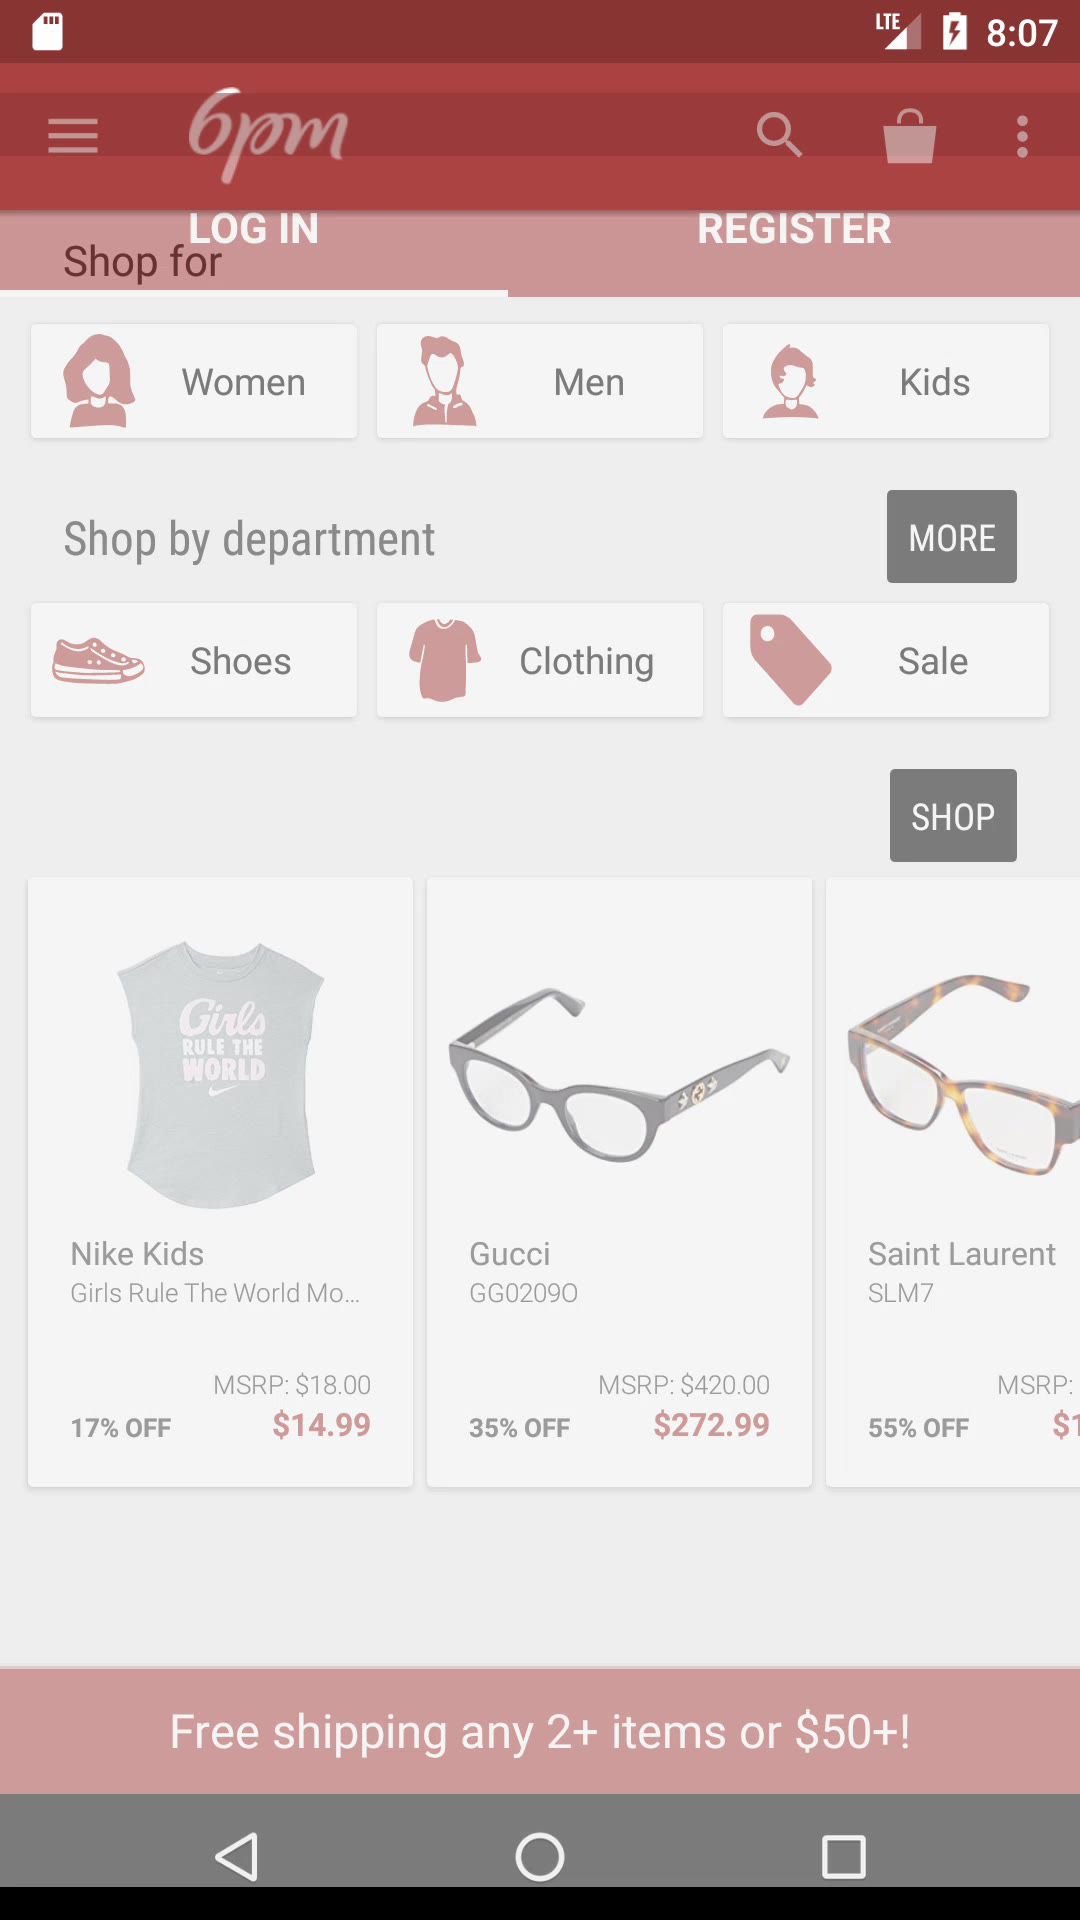 LTE 8:07
6pm
LOG IN REGISTER
Shop for
Women Men Kids
Shop by department MORE
Shoes Clothing Sale
SHOP
Girls
RULE THE
WORLD
Nike Kids
Girls Rule The World Mo...
MSRP: $18.00
17% OFF $14.99
Gucci
GG0209O
MSRP: $420.00
35% OFF $272.99
Saint Laurent
SLM7
MSRP:
55% OFF $1
Free shipping any 2+ items or $50+!